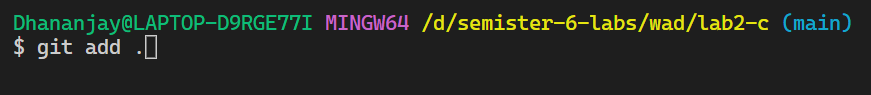 Dhananjay@LAPTOP-D9RGE77I MINGW64 /d/semister-6-labs/wad/lab2-c (main)
$ git add .